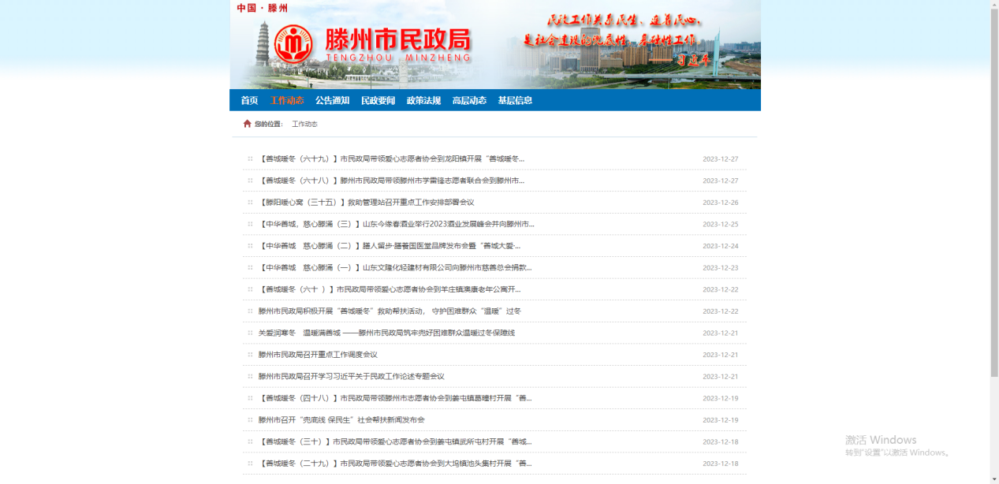 中国·滕州
滕州市民政局
TENGZHOU MINZHENG
民政工作关系民生、连着民心,
是社会建设的兜底性、基础性工作。
——习近平
首页 工作动态 公告通知 民政要闻 政策法规 高层动态 基层信息
您的位置: 工作动态
【善城暖冬(六十九)】市民政局带领爱心志愿者协会到龙阳镇开展“善城暖冬... 2023-12-27
【善城暖冬(六十八)】滕州市民政局带领滕州市学雷锋志愿者联合会到滕州市... 2023-12-27
【滕阳暖心窝(三十五)】救助管理站召开重点工作安排部署会议 2023-12-26
【中华善城,慈心滕涌(三)】山东今缘春酒业举行2023酒业发展峰会并向滕州市... 2023-12-25
【中华善城 慈心滕涌(二)】膳人留步·膳養国医堂品牌发布会暨“善城大爱·... 2023-12-24
【中华善城 慈心滕涌(一)】山东文隆化轻建材有限公司向滕州市慈善总会捐款... 2023-12-23
【善城暖冬(六十 )】市民政局带领爱心志愿者协会到羊庄镇澳康老年公寓开... 2023-12-22
滕州市民政局积极开展“善城暖冬”救助帮扶活动, 守护困难群众“温暖”过冬 2023-12-22
关爱润寒冬 温暖满善城 ——滕州市民政局筑牢兜好困难群众温暖过冬保障线 2023-12-21
滕州市民政局召开重点工作调度会议 2023-12-21
滕州市民政局召开学习习近平关于民政工作论述专题会议 2023-12-21
【善城暖冬(四十八)】市民政局带领滕州市志愿者协会到姜屯镇葛疃村开展“善... 2023-12-19
滕州市召开“兜底线 保民生”社会帮扶新闻发布会 2023-12-19
【善城暖冬(三十)】市民政局带领爱心志愿者协会到姜屯镇武所屯村开展“善城... 2023-12-18
【善城暖冬(二十九)】市民政局带领爱心志愿者协会到大坞镇池头集村开展“善... 2023-12-18
激活 Windows
转到“设置”以激活 Windows。